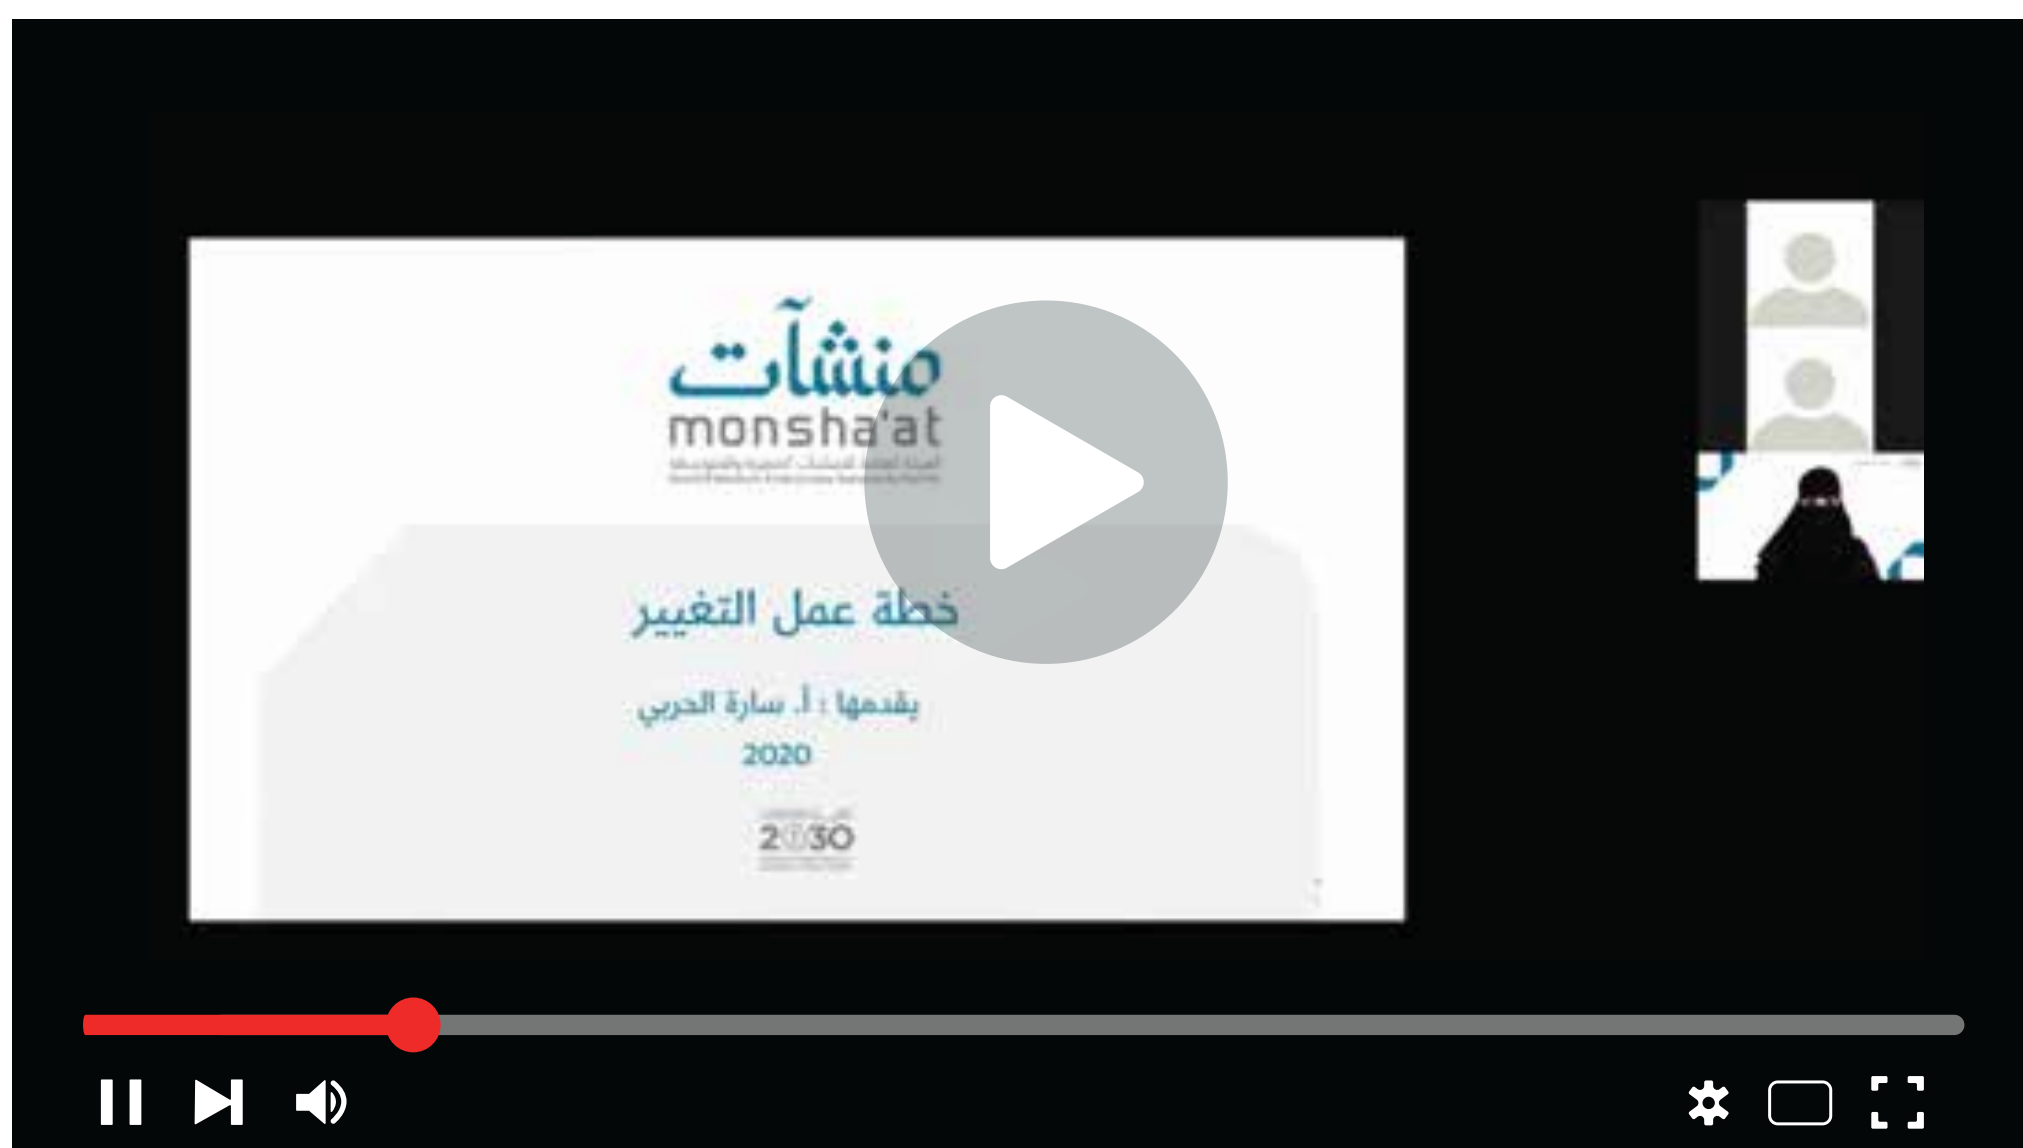 منشآت
monsha'at
خطة عمل التغيير
يقدمها : أ. سارة الحربي
2020
2030